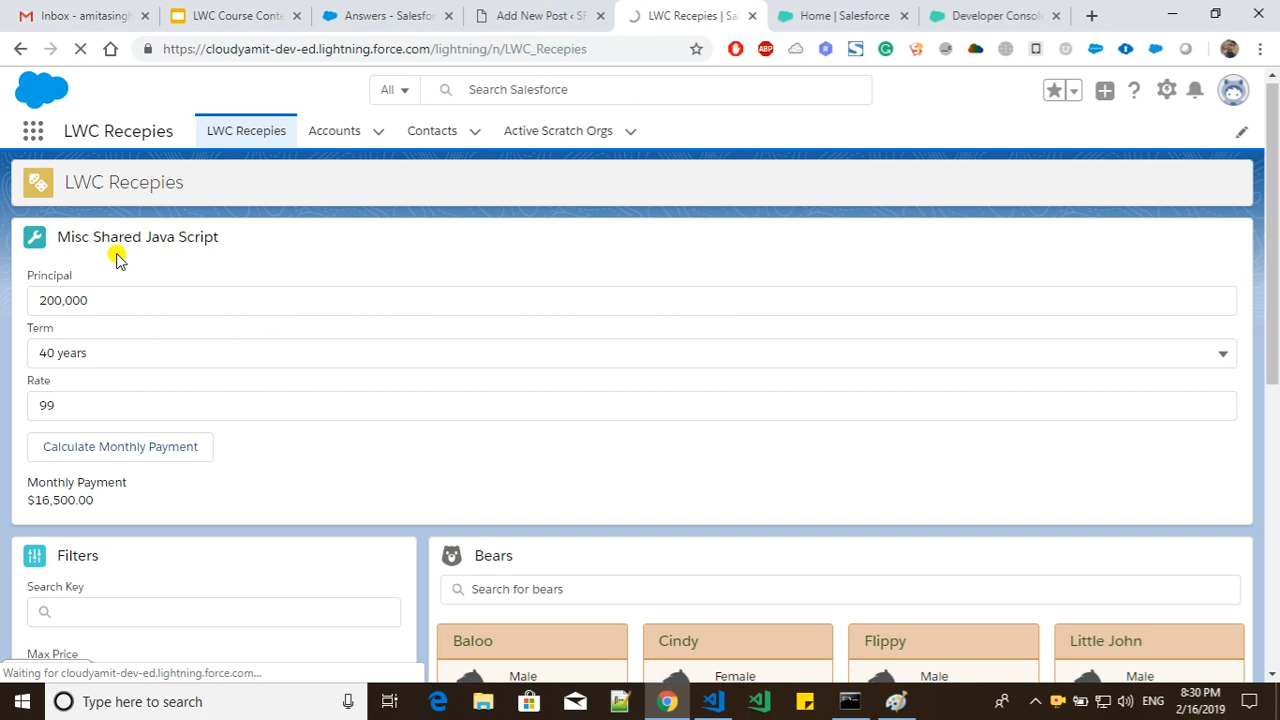 Inbox - amitasing
LWC Course Conte
Answers - Salesfo
Add New Post ‹ SF
LWC Recepies | Sal
Home | Salesforce
Developer Console
https://cloudyamit-dev-ed.lightning.force.com/lightning/n/LWC_Recepies
All
Search Salesforce
LWC Recepies
LWC Recepies
Accounts
Contacts
Active Scratch Orgs
LWC Recepies
Misc Shared Java Script
Principal
200,000
Term
40 years
Rate
99
Calculate Monthly Payment
Monthly Payment
$16,500.00
Filters
Search Key
Max Price
Bears
Search for bears
Baloo
Cindy
Flippy
Little John
Male
Female
Male
Male
Waiting for cloudyamit-dev-ed.lightning.force.com...
Type here to search
ENG
8:30 PM
2/16/2019